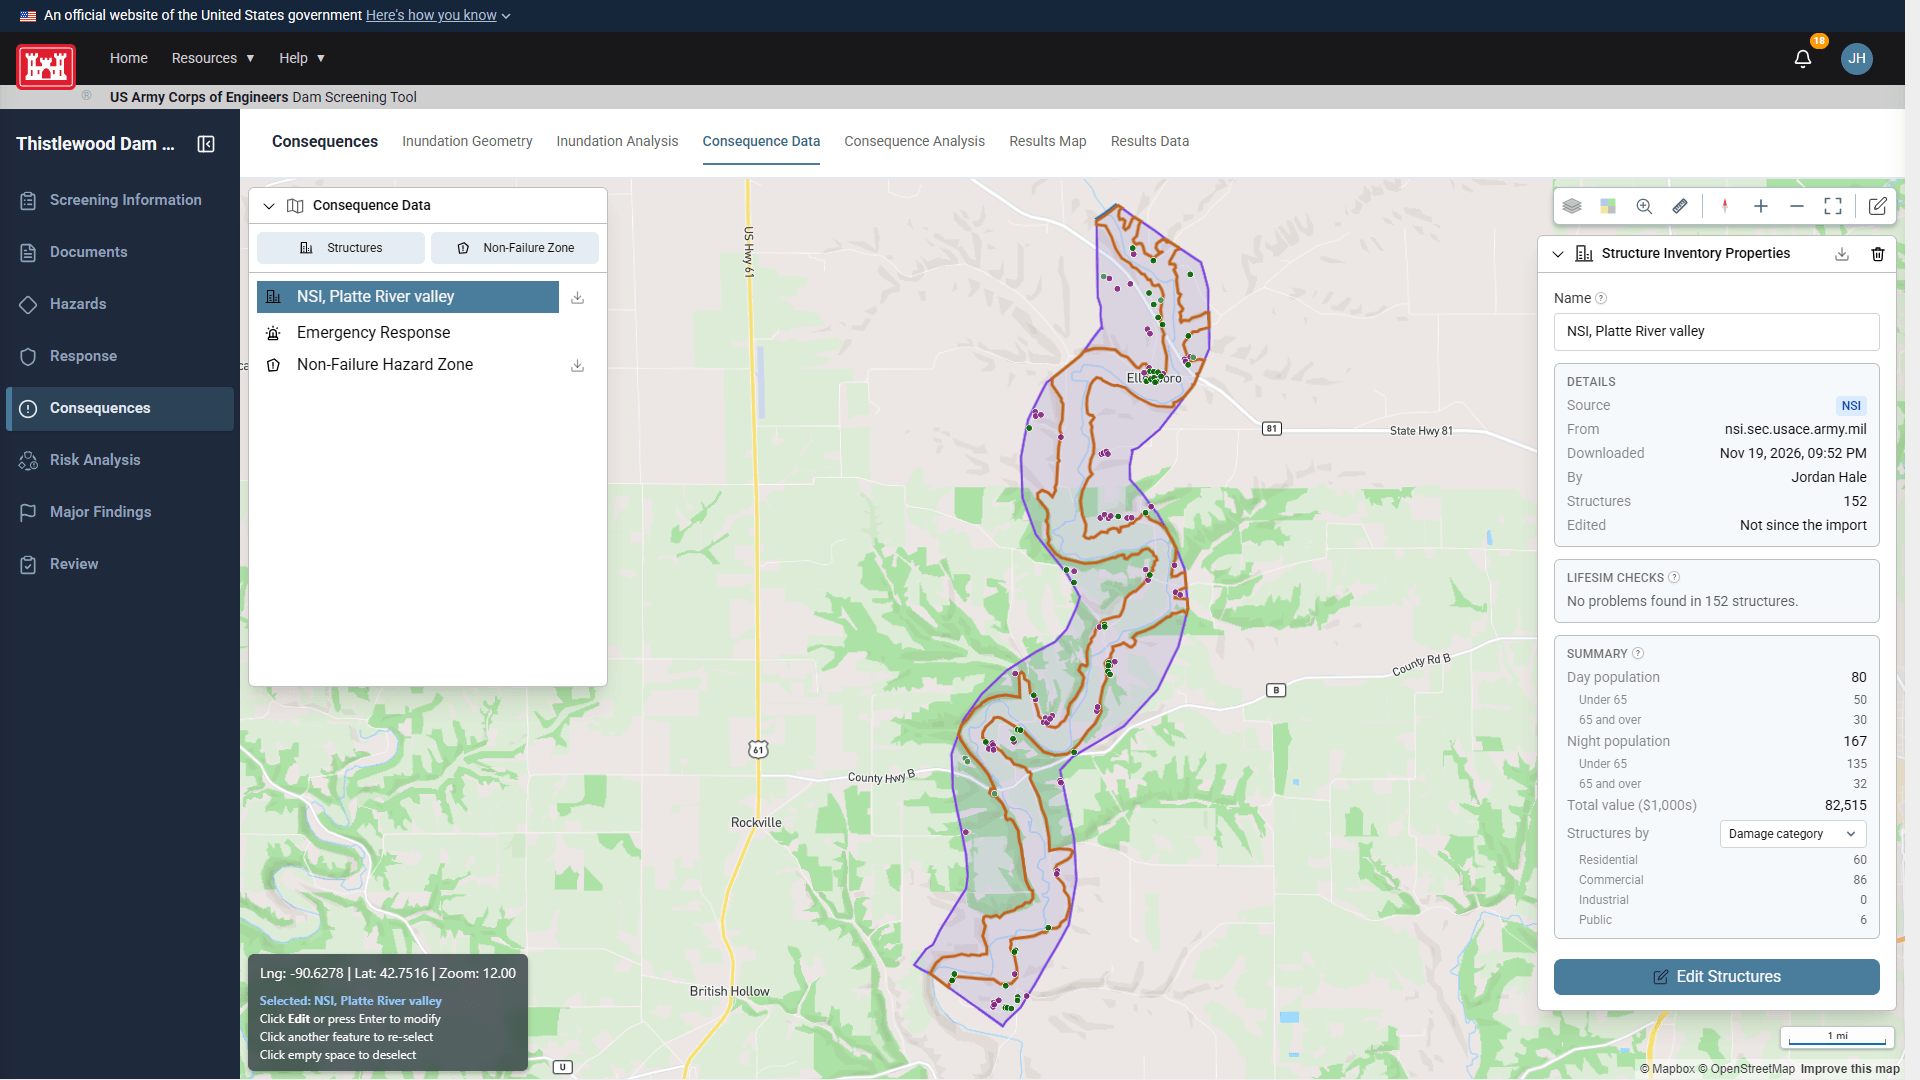 An official website of the United States government Here's how you know
Home Resources Help
18
JH
US Army Corps of Engineers Dam Screening Tool
Thistlewood Dam ...
Screening Information
Documents
Hazards
Response
Consequences
Risk Analysis
Major Findings
Review
Consequences Inundation Geometry Inundation Analysis Consequence Data Consequence Analysis Results Map Results Data
Consequence Data
Structures Non-Failure Zone
NSI, Platte River valley
Emergency Response
Non-Failure Hazard Zone
US Hwy 61
81
State Hwy 81
County Rd B
B
61
County Hwy B
Rockville
British Hollow
U
Lng: -90.6278 | Lat: 42.7516 | Zoom: 12.00
Selected: NSI, Platte River valley
Click Edit or press Enter to modify
Click another feature to re-select
Click empty space to deselect
Structure Inventory Properties
Name
NSI, Platte River valley
DETAILS
Source NSI
From nsi.sec.usace.army.mil
Downloaded Nov 19, 2026, 09:52 PM
By Jordan Hale
Structures 152
Edited Not since the import
LIFESIM CHECKS
No problems found in 152 structures.
SUMMARY
Day population 80
Under 65 50
65 and over 30
Night population 167
Under 65 135
65 and over 32
Total value ($1,000s) 82,515
Structures by Damage category
Residential 60
Commercial 86
Industrial 0
Public 6
Edit Structures
1 mi
© Mapbox © OpenStreetMap Improve this map